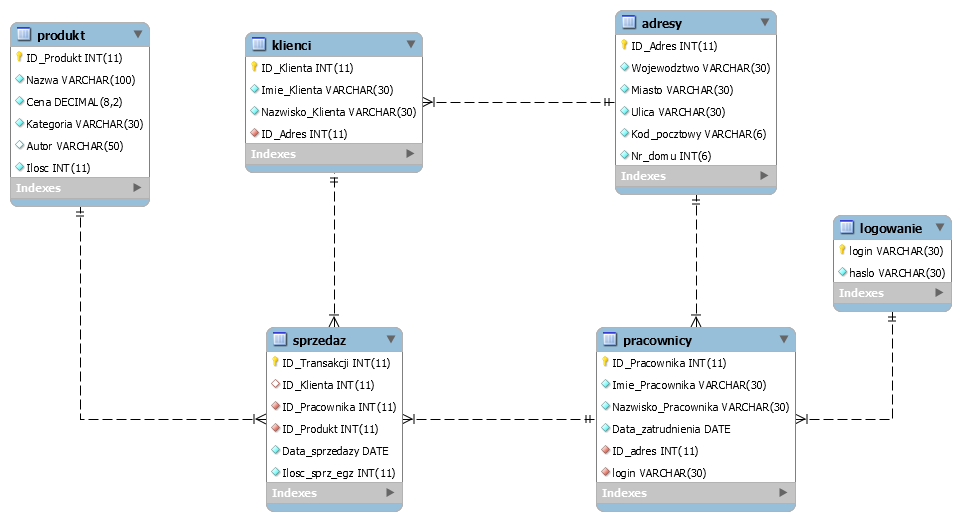 produkt
ID_Produkt INT(11)
Nazwa VARCHAR(100)
Cena DECIMAL(8,2)
Kategoria VARCHAR(30)
Autor VARCHAR(50)
Ilosc INT(11)
Indexes
klienci
ID_Klienta INT(11)
Imie_Klienta VARCHAR(30)
Nazwisko_Klienta VARCHAR(30)
ID_Adres INT(11)
Indexes
adresy
ID_Adres INT(11)
Wojewodztwo VARCHAR(30)
Miasto VARCHAR(30)
Ulica VARCHAR(30)
Kod_pocztowy VARCHAR(6)
Nr_domu INT(6)
Indexes
logowanie
login VARCHAR(30)
haslo VARCHAR(30)
Indexes
sprzedaz
ID_Transakcji INT(11)
ID_Klienta INT(11)
ID_Pracownika INT(11)
ID_Produkt INT(11)
Data_sprzedazy DATE
Ilosc_sprz_egz INT(11)
Indexes
pracownicy
ID_Pracownika INT(11)
Imie_Pracownika VARCHAR(30)
Nazwisko_Pracownika VARCHAR(30)
Data_zatrudnienia DATE
ID_adres INT(11)
login VARCHAR(30)
Indexes